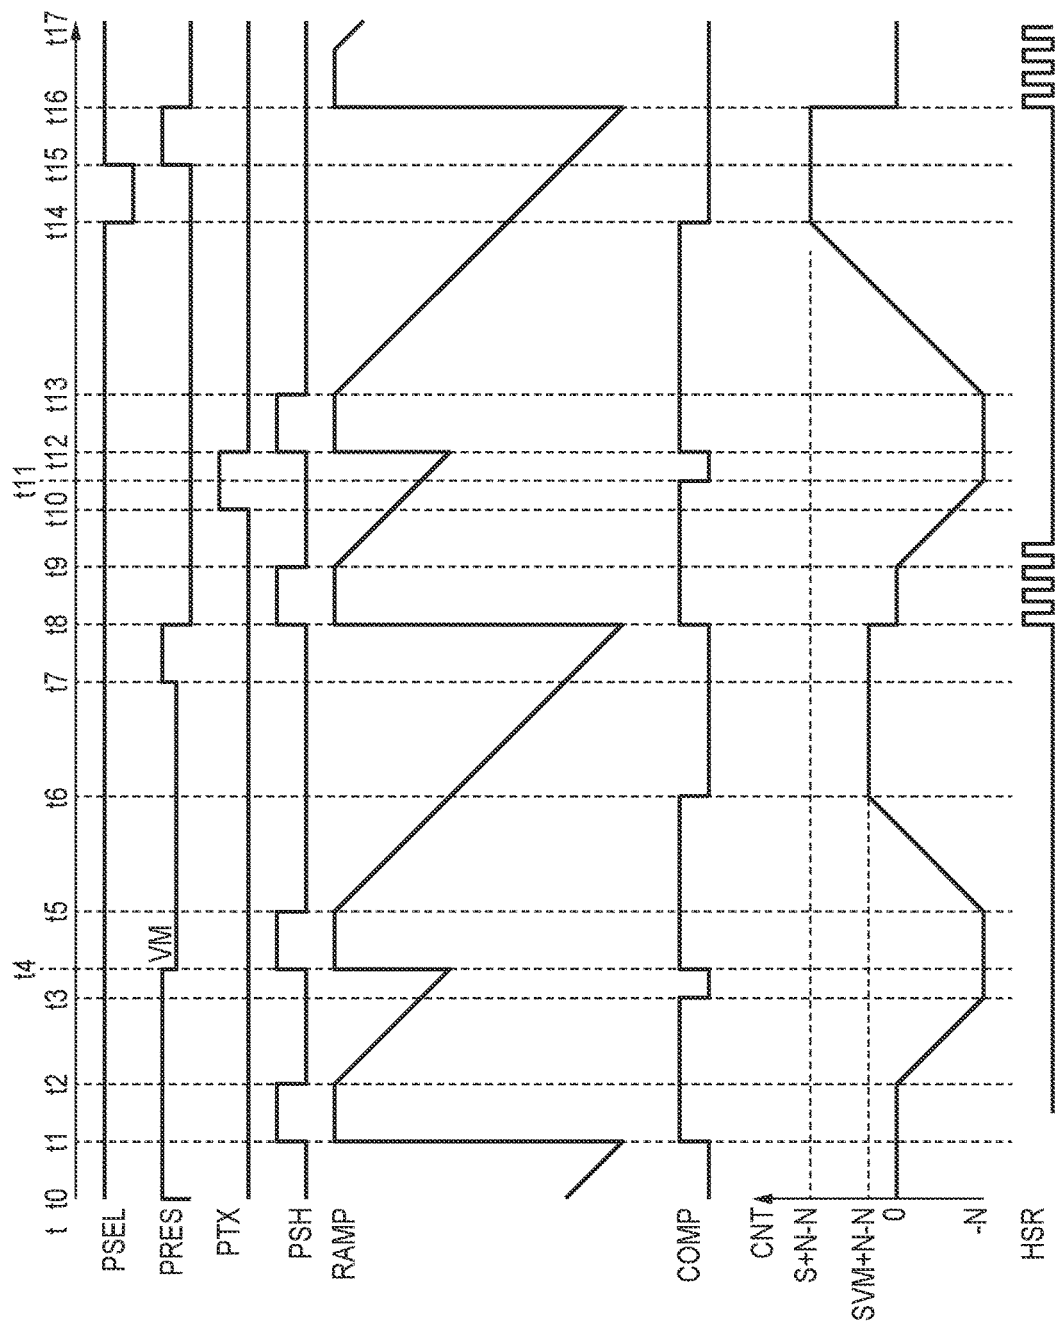 t t0 t1 t2 t3 t4 t5 t6 t7 t8 t9 t10 t11 t12 t13 t14 t15 t16 t17
PSEL
PRES
VM
PTX
PSH
RAMP
COMP
CNT
S+N-N
SVM+N-N
0
-N
HSR